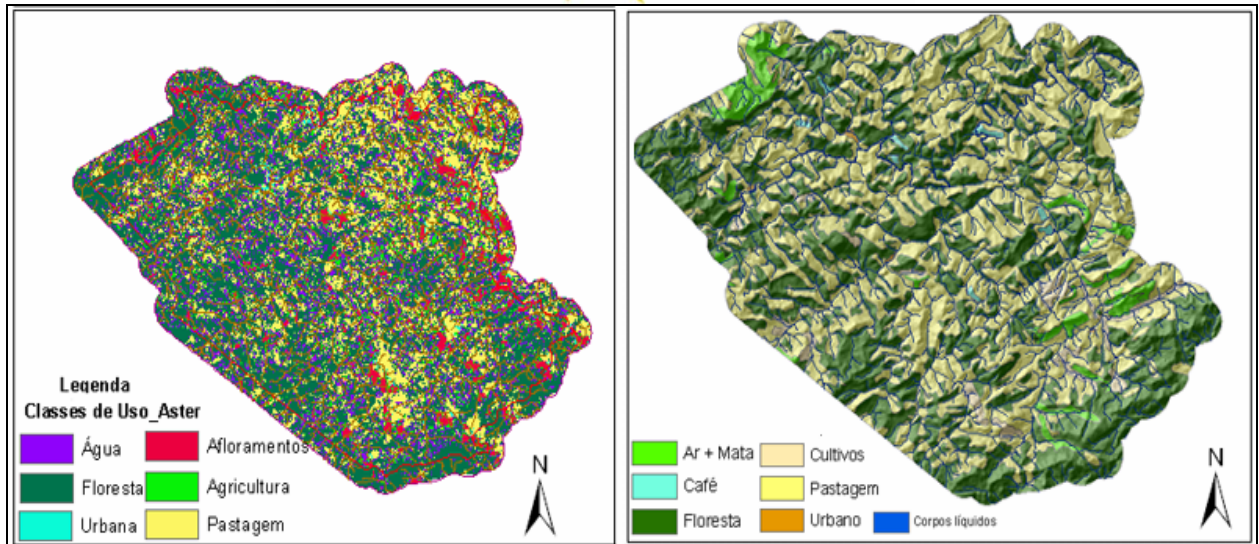 Legenda
Classes de Uso_Aster
Água
Afloramentos
Floresta
Agricultura
Urbana
Pastagem
N
Ar + Mata
Cultivos
Café
Pastagem
Floresta
Urbano
Corpos líquidos
N